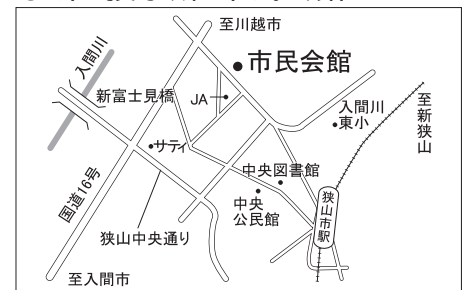 至川越市
市民会館
入間川
新富士見橋
JA
入間川
東小
至新狭山
サティ
国道16号
中央図書館
中央
公民館
狭山市駅
狭山中央通り
至入間市